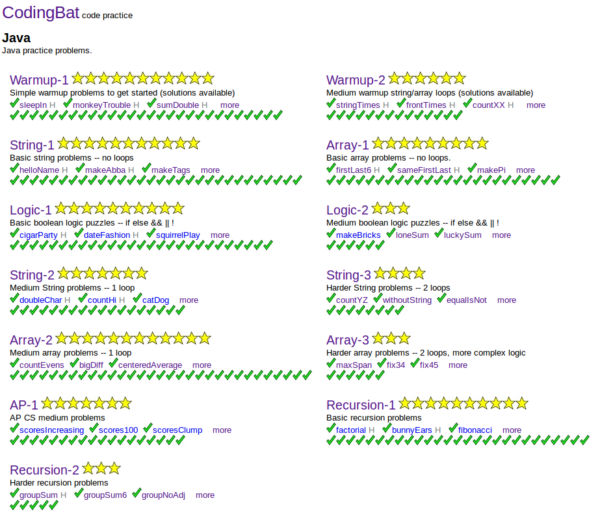 CodingBat code practice
Java
Java practice problems.
Warmup-1
Simple warmup problems to get started (solutions available)
sleepIn H monkeyTrouble H sumDouble H more
Warmup-2
Medium warmup string/array loops (solutions available)
stringTimes H frontTimes H countXX H more
String-1
Basic string problems -- no loops
helloName H makeAbba H makeTags more
Array-1
Basic array problems -- no loops.
firstLast6 H sameFirstLast H makePi more
Logic-1
Basic boolean logic puzzles -- if else && || !
cigarParty H dateFashion H squirrelPlay more
Logic-2
Medium boolean logic puzzles -- if else && || !
makeBricks loneSum luckySum more
String-2
Medium String problems -- 1 loop
doubleChar H countHi H catDog more
String-3
Harder String problems -- 2 loops
countYZ withoutString equalIsNot more
Array-2
Medium array problems -- 1 loop
countEvens bigDiff centeredAverage more
Array-3
Harder array problems -- 2 loops, more complex logic
maxSpan fix34 fix45 more
AP-1
AP CS medium problems
scoresIncreasing scores100 scoresClump more
Recursion-1
Basic recursion problems
factorial H bunnyEars H fibonacci more
Recursion-2
Harder recursion problems
groupSum H groupSum6 groupNoAdj more